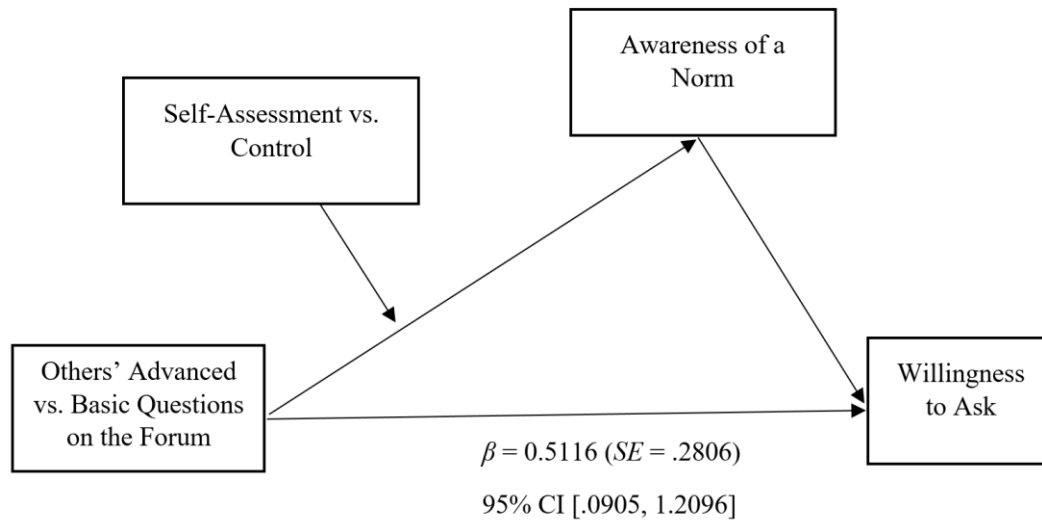 Awareness of a
Norm
Self-Assessment vs.
Control
Others’ Advanced
vs. Basic Questions
on the Forum
Willingness
to Ask
β = 0.5116 (SE = .2806)
95% CI [.0905, 1.2096]